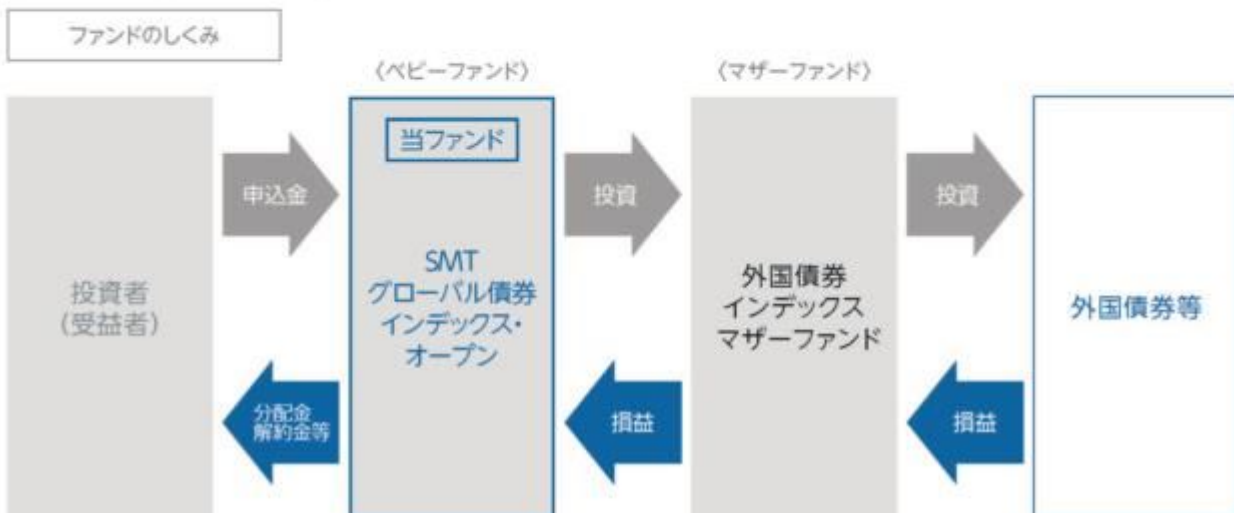 ファンドのしくみ
〈ベビーファンド〉
〈マザーファンド〉
投資者
(受益者)
申込金
分配金
解約金等
当ファンド
SMT
グローバル債券
インデックス・
オープン
投資
損益
外国債券
インデックス
マザーファンド
投資
損益
外国債券等